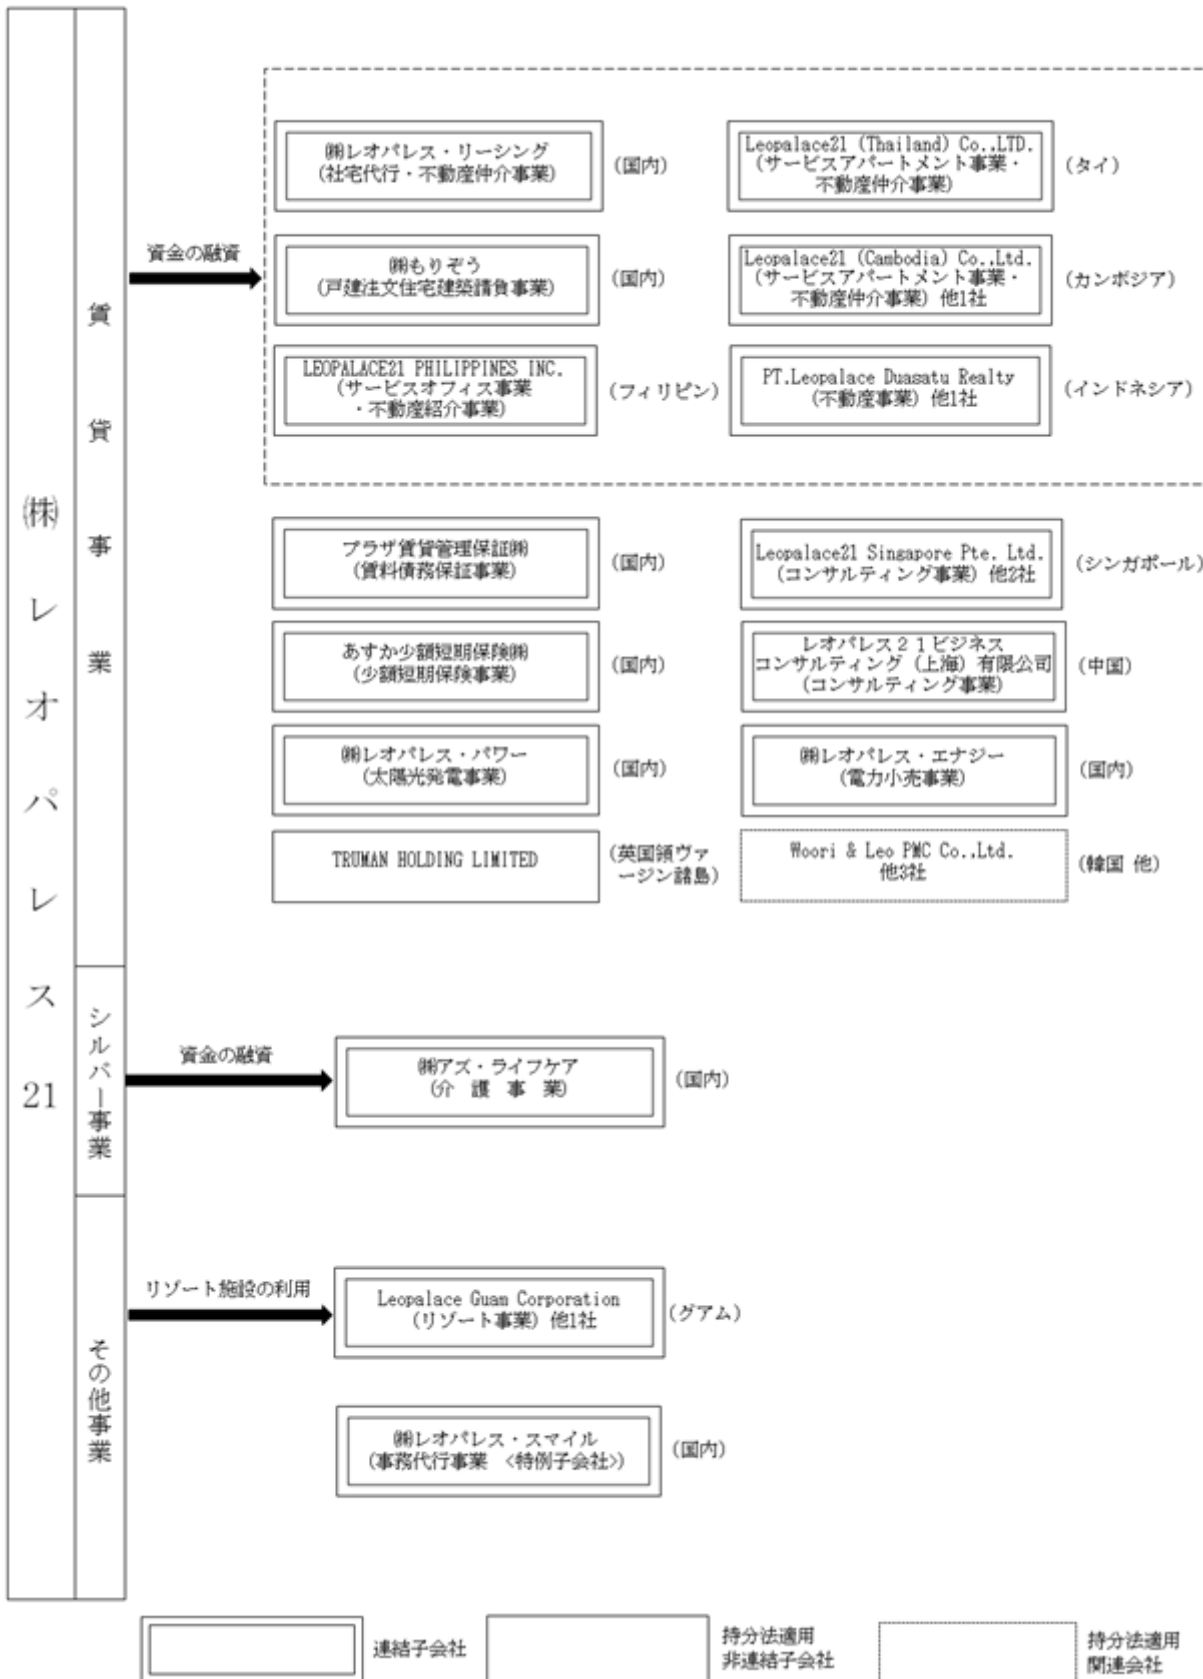 ㈱レオパレス21
賃貸事業
資金の融資
㈱レオパレス・リーシング
(社宅代行・不動産仲介事業)
(国内)
Leopalace21 (Thailand) Co.,LTD.
(サービスアパートメント事業・
不動産仲介事業)
(タイ)
㈱もりぞう
(戸建注文住宅建築請負事業)
(国内)
Leopalace21 (Cambodia) Co.,Ltd.
(サービスアパートメント事業・
不動産仲介事業) 他1社
(カンボジア)
LEOPALACE21 PHILIPPINES INC.
(サービスオフィス事業
・不動産紹介事業)
(フィリピン)
PT.Leopalace Duasatu Realty
(不動産事業) 他1社
(インドネシア)
プラザ賃貸管理保証㈱
(賃料債務保証事業)
(国内)
Leopalace21 Singapore Pte. Ltd.
(コンサルティング事業) 他2社
(シンガポール)
あすか少額短期保険㈱
(少額短期保険事業)
(国内)
レオパレス21ビジネス
コンサルティング (上海) 有限公司
(コンサルティング事業)
(中国)
㈱レオパレス・パワー
(太陽光発電事業)
(国内)
㈱レオパレス・エナジー
(電力小売事業)
(国内)
TRUMAN HOLDING LIMITED
(英国領ヴァ
ージン諸島)
Woori & Leo PMC Co.,Ltd.
他3社
(韓国 他)
シルバー事業
資金の融資
㈱アズ・ライフケア
(介 護 事 業)
(国内)
その他事業
リゾート施設の利用
Leopalace Guam Corporation
(リゾート事業) 他1社
(グアム)
㈱レオパレス・スマイル
(事務代行事業 <特例子会社>)
(国内)
連結子会社
持分法適用
非連結子会社
持分法適用
関連会社